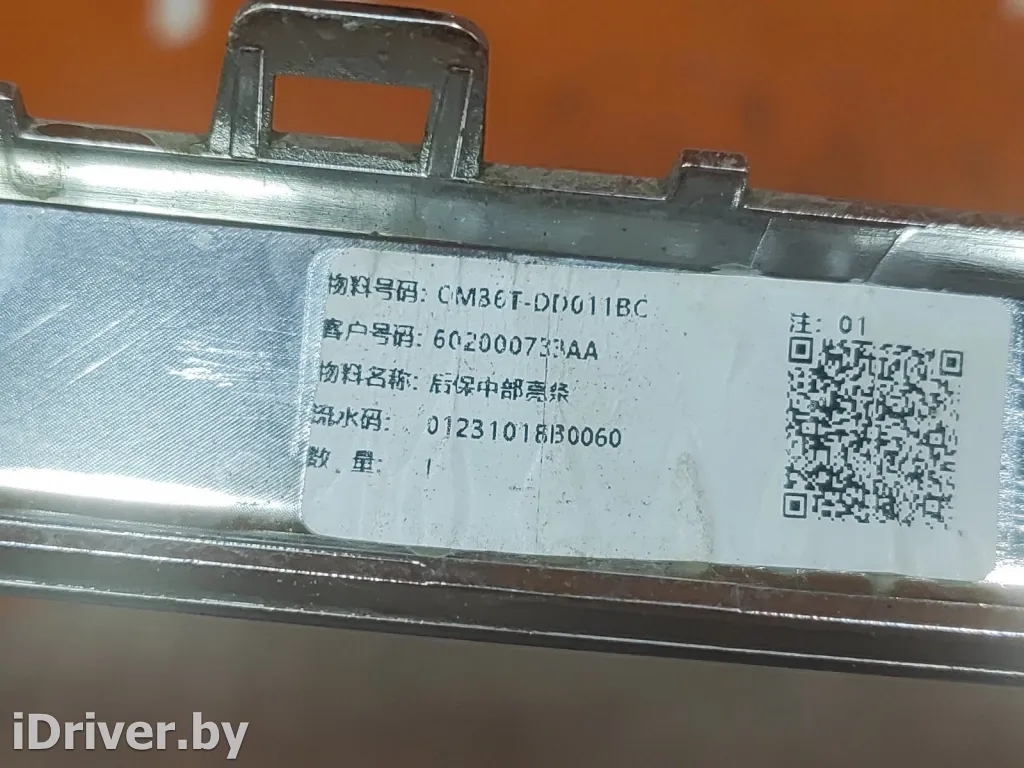 物料号码: CM36T-DD011BC
客户号码: 602000733AA
物料名称: 后保中部亮条
流水码: 01231018B0060
数 量: 1
注: 01
iDriver.by